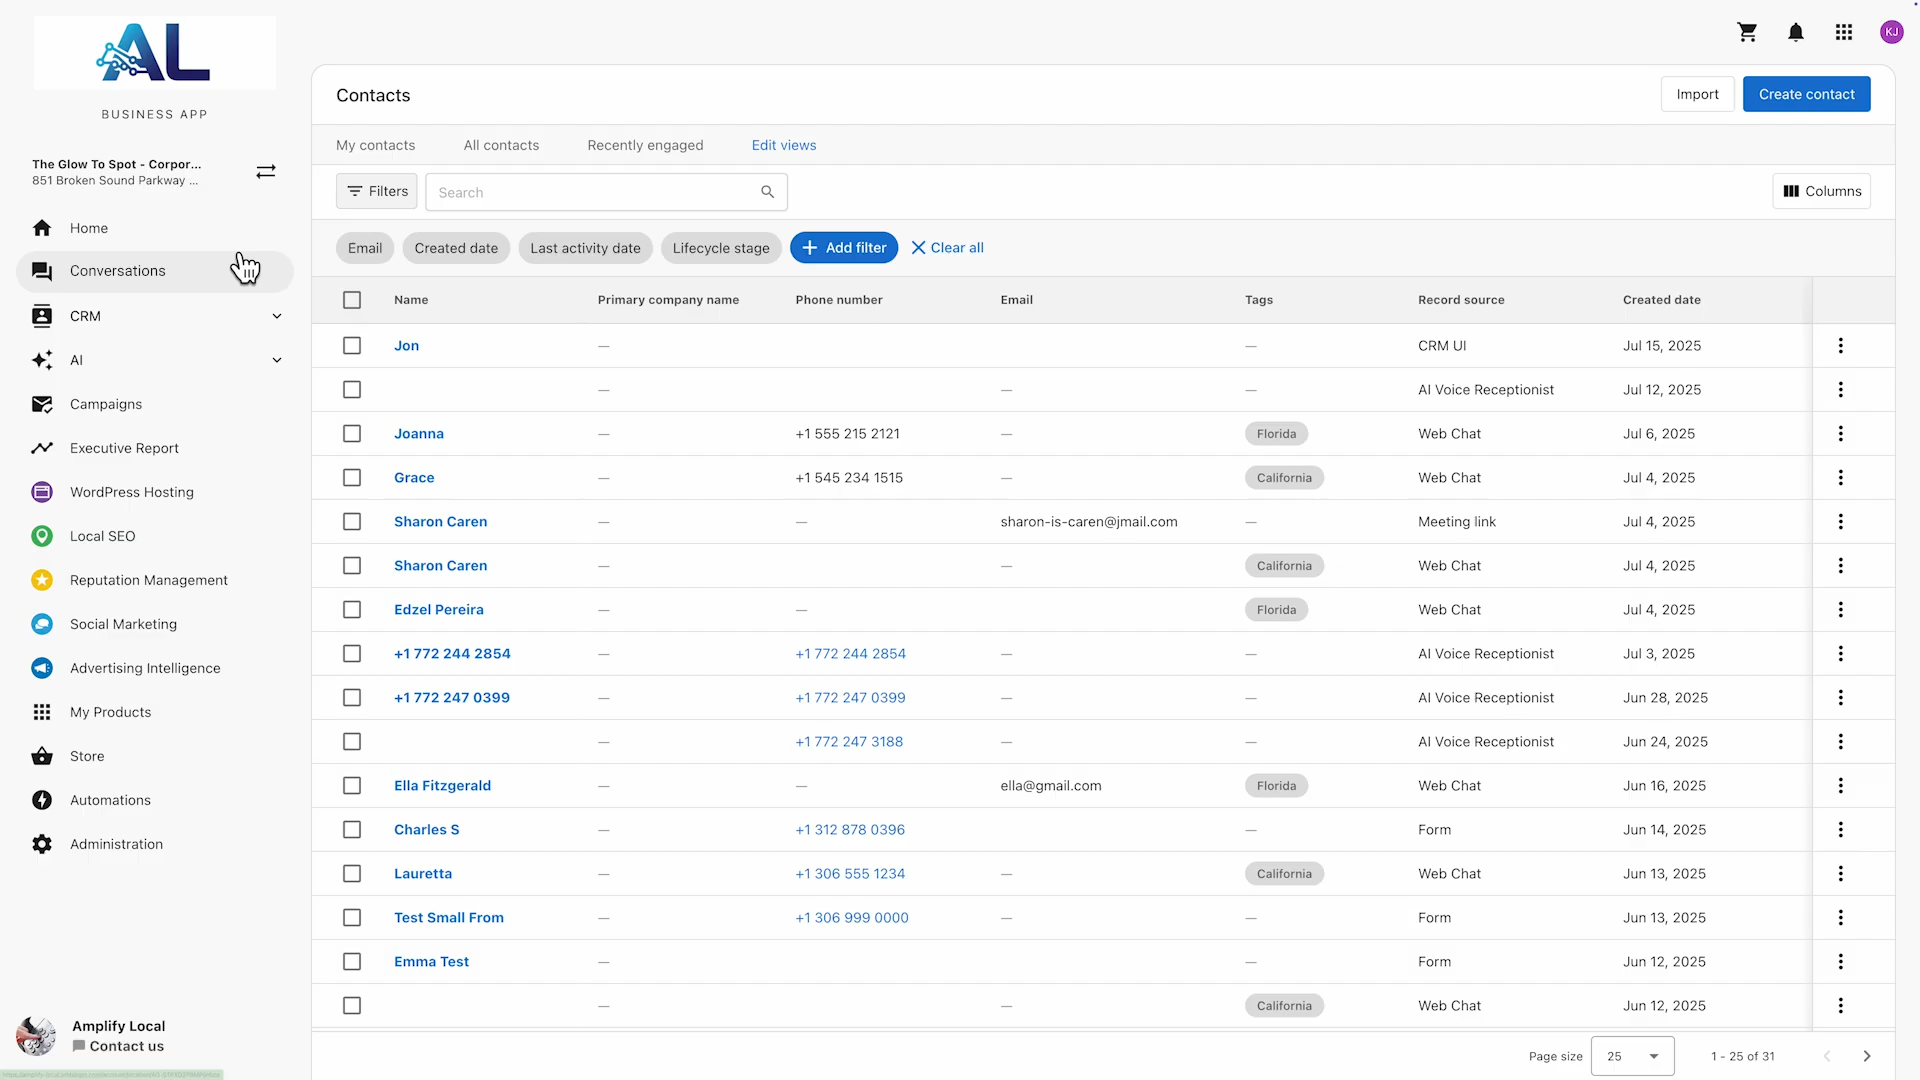 AL
KJ
BUSINESS APP
Contacts
Import
Create contact
The Glow To Spot - Corpor...
851 Broken Sound Parkway ...
My contacts
All contacts
Recently engaged
Edit views
Filters
Search
Columns
Home
Conversations
CRM
AI
Campaigns
Executive Report
WordPress Hosting
Local SEO
Reputation Management
Social Marketing
Advertising Intelligence
My Products
Store
Automations
Administration
Email
Created date
Last activity date
Lifecycle stage
Add filter
Clear all
Name Primary company name Phone number Email Tags Record source Created date
Jon — — CRM UI Jul 15, 2025
— — — AI Voice Receptionist Jul 12, 2025
Joanna — +1 555 215 2121 — Florida Web Chat Jul 6, 2025
Grace — +1 545 234 1515 — California Web Chat Jul 4, 2025
Sharon Caren — — sharon-is-caren@jmail.com — Meeting link Jul 4, 2025
Sharon Caren — — California Web Chat Jul 4, 2025
Edzel Pereira — — Florida Web Chat Jul 4, 2025
+1 772 244 2854 — +1 772 244 2854 — — AI Voice Receptionist Jul 3, 2025
+1 772 247 0399 — +1 772 247 0399 — — AI Voice Receptionist Jun 28, 2025
— +1 772 247 3188 — — AI Voice Receptionist Jun 24, 2025
Ella Fitzgerald — — ella@gmail.com Florida Web Chat Jun 16, 2025
Charles S — +1 312 878 0396 — Form Jun 14, 2025
Lauretta — +1 306 555 1234 — California Web Chat Jun 13, 2025
Test Small From — +1 306 999 0000 — — Form Jun 13, 2025
Emma Test — — Form Jun 12, 2025
— — California Web Chat Jun 12, 2025
Amplify Local
Contact us
Page size 25 1 - 25 of 31